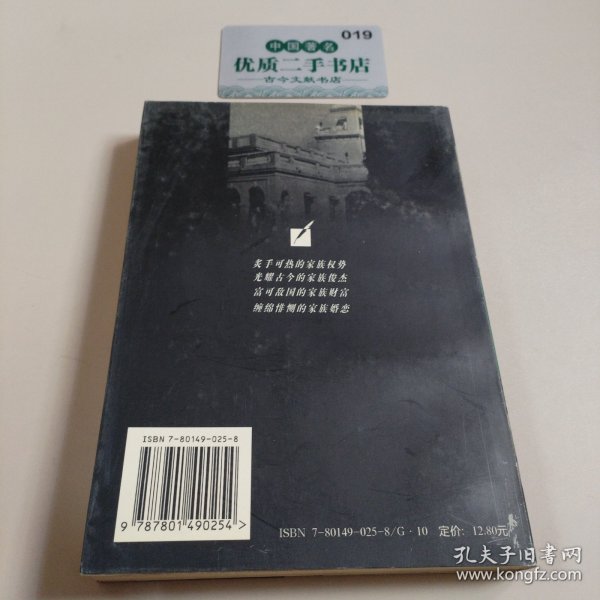 019
中国著名
优质二手书店
古今文献书店
炙手可热的家族权势
光耀古今的家族俊杰
富可敌国的家族财富
缠绵悱恻的家族婚恋
ISBN 7-80149-025-8
9 787801 490254 >
ISBN 7-80149-025-8/G·10 定价: 12.80元
孔夫子旧书网
www.kongfz.com